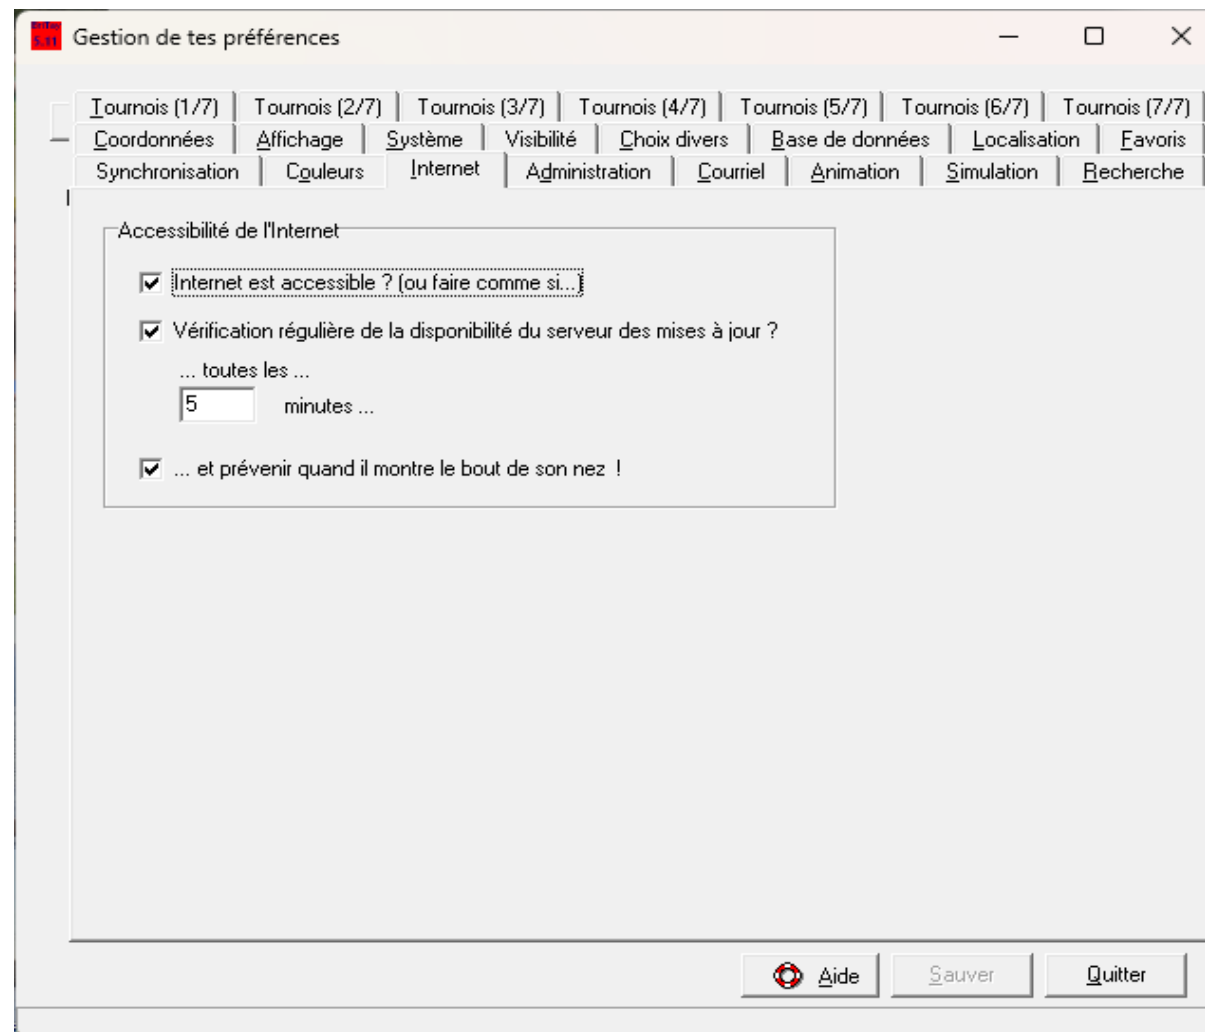 5.11
Gestion de tes préférences
Tournois (1/7) Tournois (2/7) Tournois (3/7) Tournois (4/7) Tournois (5/7) Tournois (6/7) Tournois (7/7)
Coordonnées Affichage Système Visibilité Choix divers Base de données Localisation Favoris
Synchronisation Couleurs Internet Administration Courriel Animation Simulation Recherche
Accessibilité de l'Internet
Internet est accessible ? (ou faire comme si...)
Vérification régulière de la disponibilité du serveur des mises à jour ?
... toutes les ...
5 minutes ...
... et prévenir quand il montre le bout de son nez !
Aide Sauver Quitter